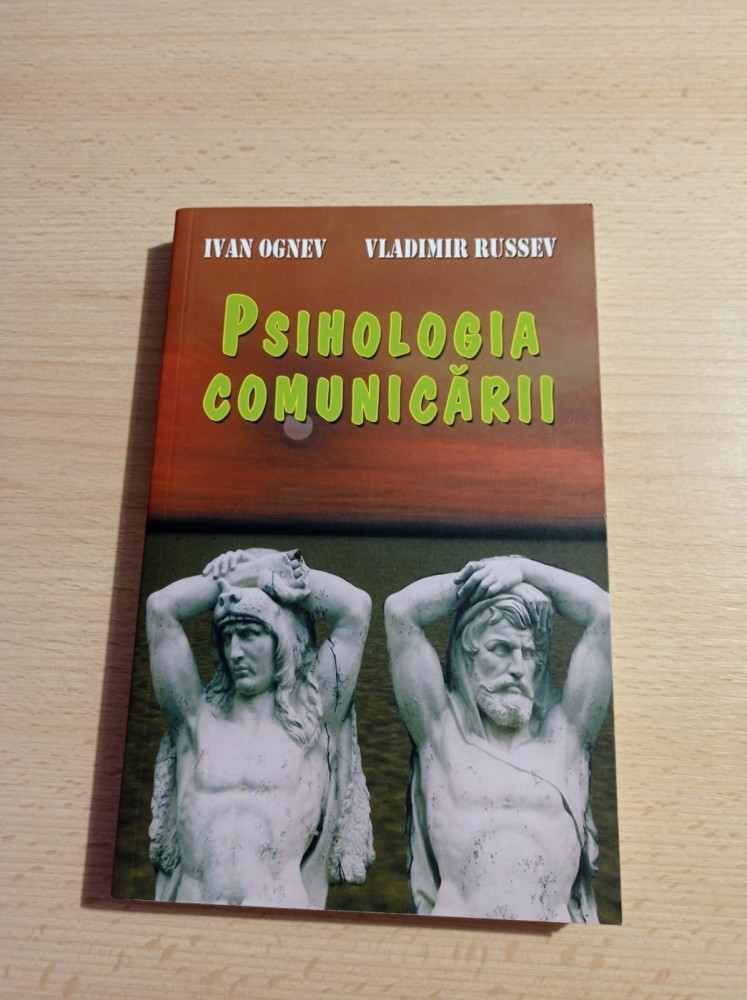 IVAN OGNEV VLADIMIR RUSSEV
PSIHOLOGIA
COMUNICĂRII